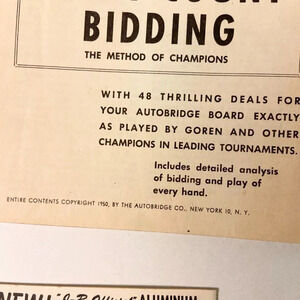 COUNT
BIDDING
THE METHOD OF CHAMPIONS
WITH 48 THRILLING DEALS FOR
YOUR AUTOBRIDGE BOARD EXACTLY
AS PLAYED BY GOREN AND OTHER
CHAMPIONS IN LEADING TOURNAMENTS.
Includes detailed analysis
of bidding and play of
every hand.
ENTIRE CONTENTS COPYRIGHT 1950, BY THE AUTOBRIDGE CO., NEW YORK 10, N. Y.
NEW! ALUMINUM